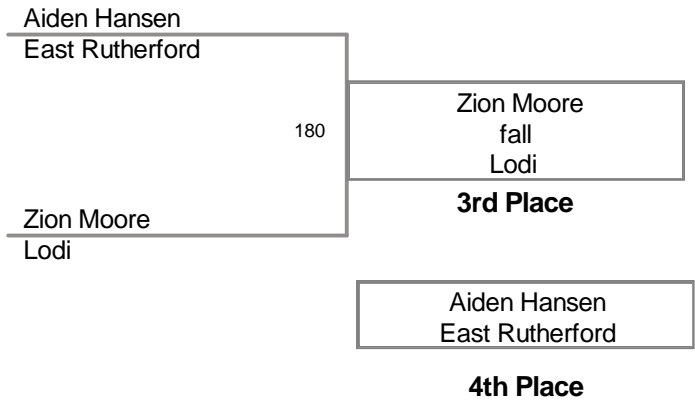 Aiden Hansen
East Rutherford
180
Zion Moore
fall
Lodi
3rd Place
Zion Moore
Lodi
Aiden Hansen
East Rutherford
4th Place